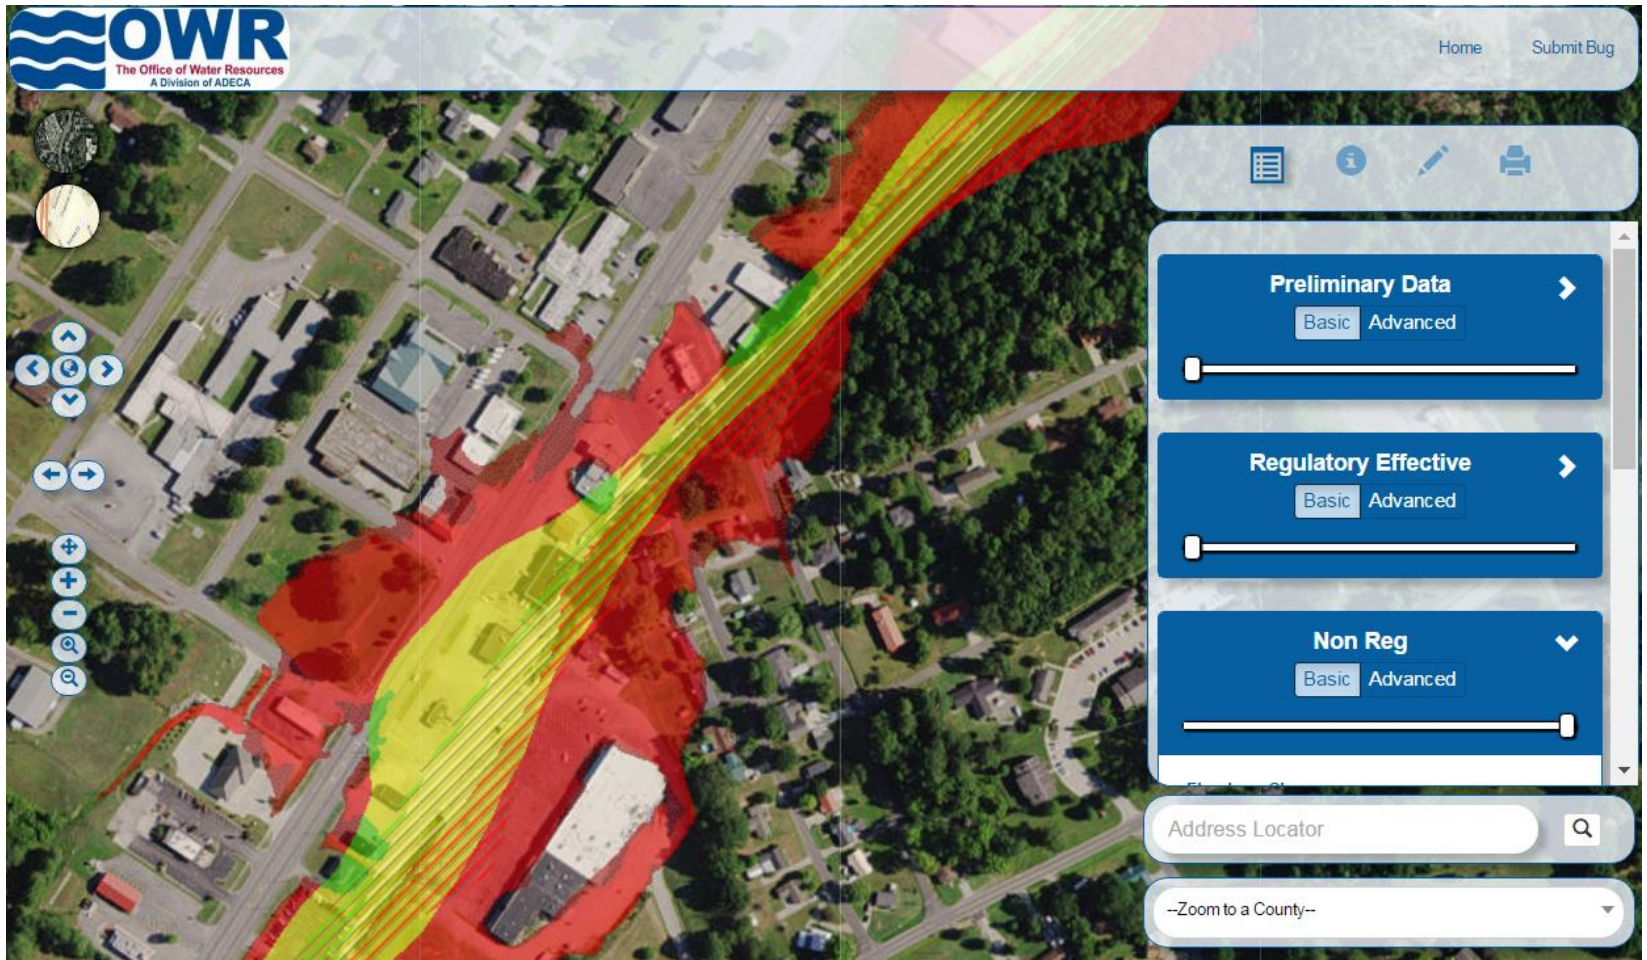 OWR
The Office of Water Resources
A Division of ADECA
Home
Submit Bug
Preliminary Data
Basic Advanced
Regulatory Effective
Basic Advanced
Non Reg
Basic Advanced
Address Locator
--Zoom to a County--